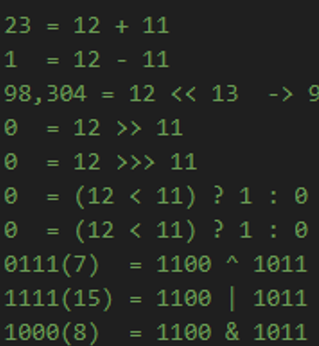 23 = 12 + 11
1  = 12 - 11
98,304 = 12 << 13  -> 9
0  = 12 >> 11
0  = 12 >>> 11
0  = (12 < 11) ? 1 : 0
0  = (12 < 11) ? 1 : 0
0111(7)  = 1100 ^ 1011
1111(15) = 1100 | 1011
1000(8)  = 1100 & 1011